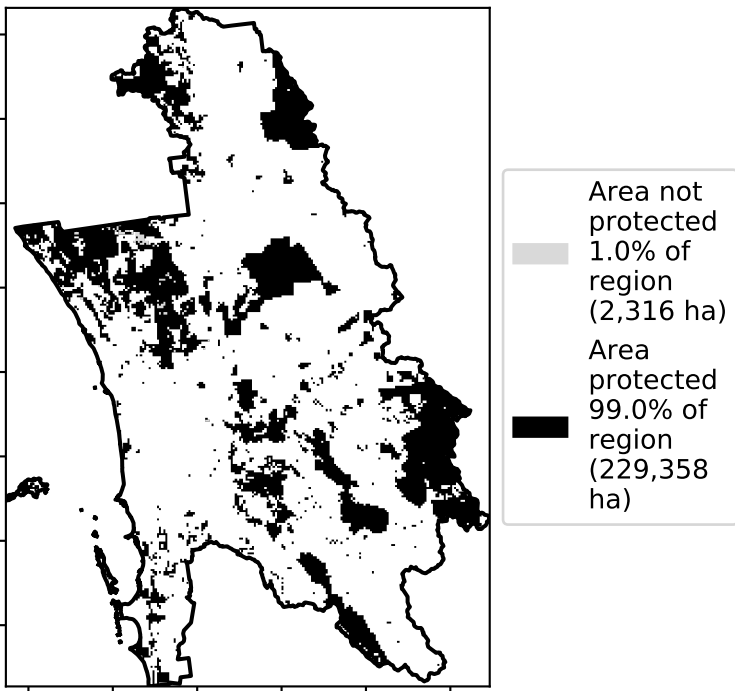 Area not
protected
1.0% of
region
(2,316 ha)
Area
protected
99.0% of
region
(229,358
ha)